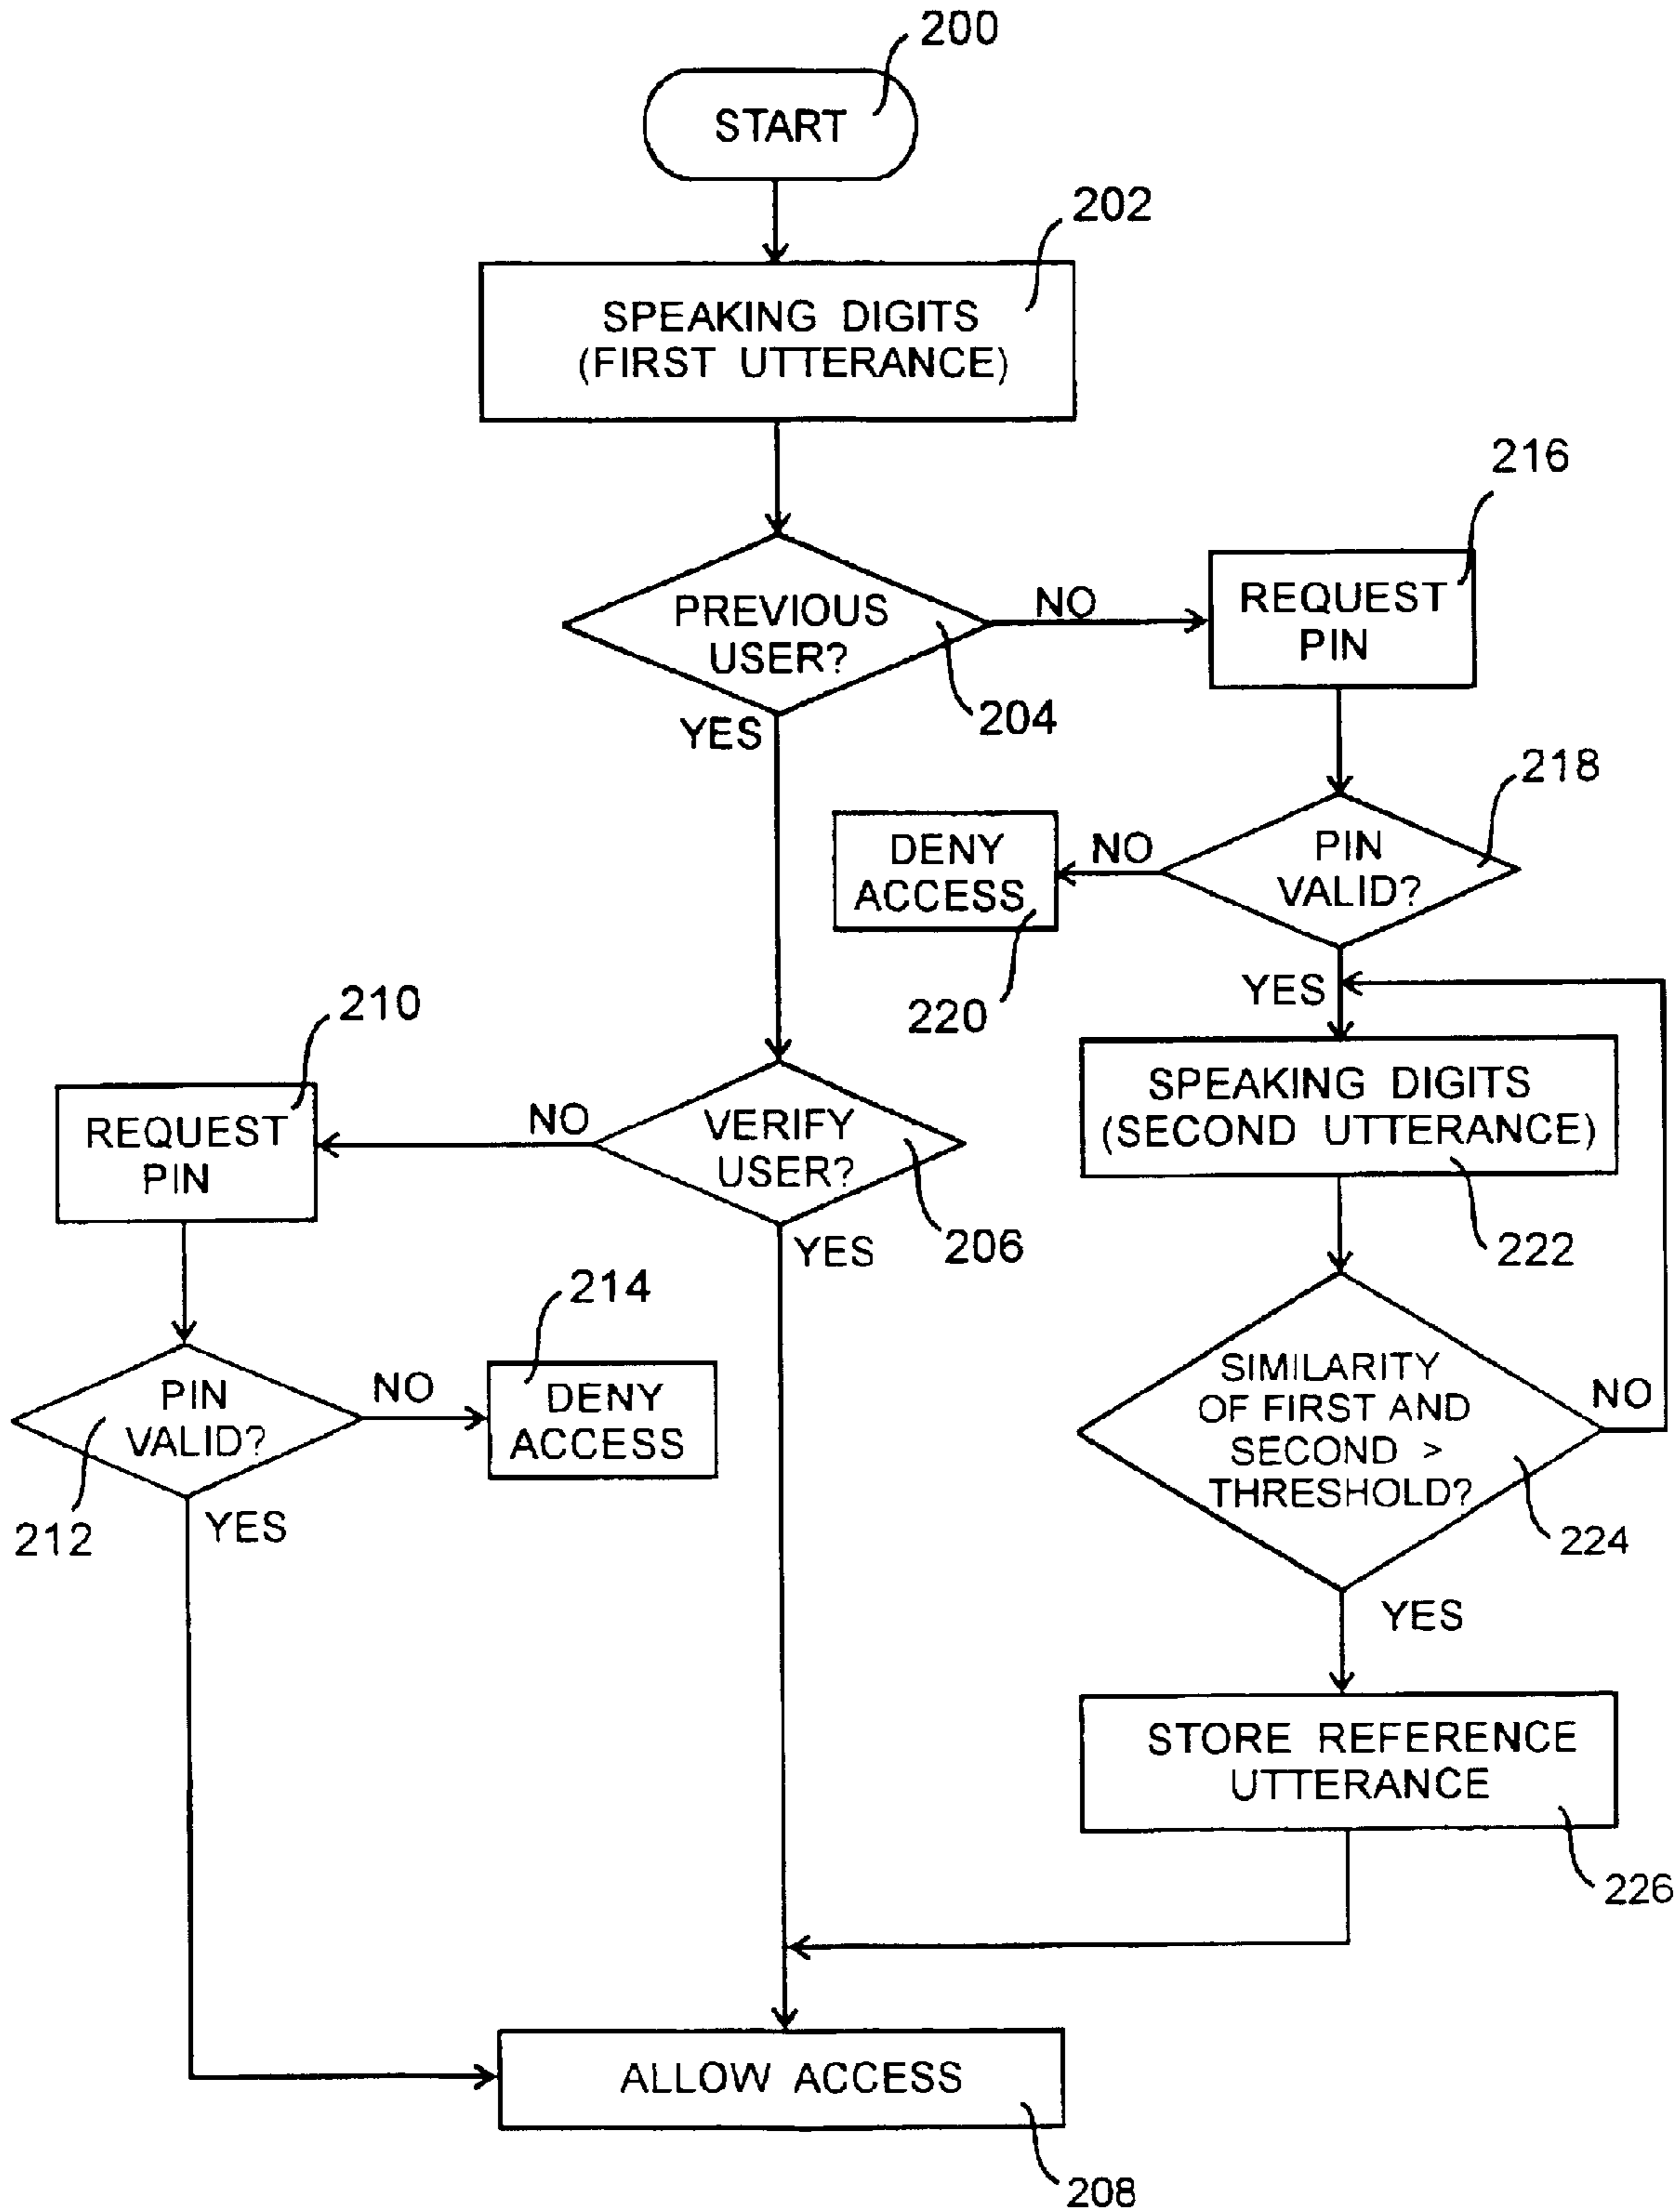 200
START
202
SPEAKING DIGITS
(FIRST UTTERANCE)
216
PREVIOUS
USER?
NO
REQUEST
PIN
204
YES
218
DENY
ACCESS
NO
PIN
VALID?
220
YES
210
REQUEST
PIN
NO
VERIFY
USER?
SPEAKING DIGITS
(SECOND UTTERANCE)
206
YES
222
214
PIN
VALID?
NO
DENY
ACCESS
SIMILARITY
OF FIRST AND
SECOND >
THRESHOLD?
NO
212
YES
224
YES
STORE REFERENCE
UTTERANCE
226
ALLOW ACCESS
208